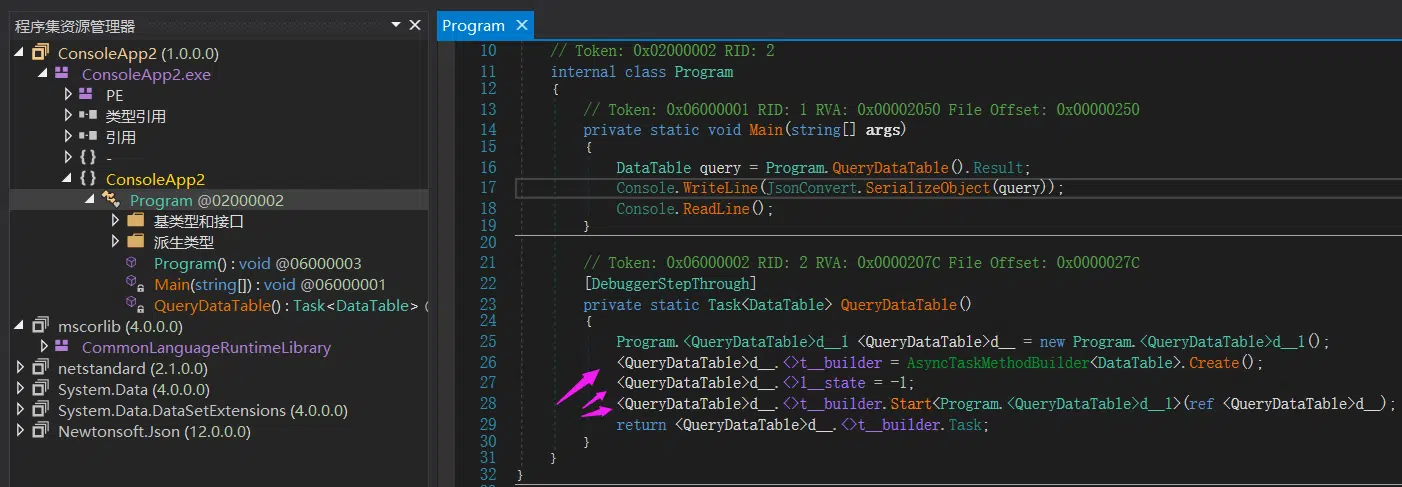 程序集资源管理器
ConsoleApp2 (1.0.0.0)
ConsoleApp2.exe
PE
类型引用
引用
{ } -
{ } ConsoleApp2
Program @02000002
基类型和接口
派生类型
Program() : void @06000003
Main(string[]) : void @06000001
QueryDataTable() : Task<DataTable> @
mscorlib (4.0.0.0)
CommonLanguageRuntimeLibrary
netstandard (2.1.0.0)
System.Data (4.0.0.0)
System.Data.DataSetExtensions (4.0.0.0)
Newtonsoft.Json (12.0.0.0)
Program
10 // Token: 0x02000002 RID: 2
11 internal class Program
12 {
13 // Token: 0x06000001 RID: 1 RVA: 0x00002050 File Offset: 0x00000250
14 private static void Main(string[] args)
15 {
16 DataTable query = Program.QueryDataTable().Result;
17 Console.WriteLine(JsonConvert.SerializeObject(query));
18 Console.ReadLine();
19 }
20
21 // Token: 0x06000002 RID: 2 RVA: 0x0000207C File Offset: 0x0000027C
22 [DebuggerStepThrough]
23 private static Task<DataTable> QueryDataTable()
24 {
25 Program.<QueryDataTable>d__1 <QueryDataTable>d__ = new Program.<QueryDataTable>d__1();
26 <QueryDataTable>d__.<>t__builder = AsyncTaskMethodBuilder<DataTable>.Create();
27 <QueryDataTable>d__.<>1__state = -1;
28 <QueryDataTable>d__.<>t__builder.Start<Program.<QueryDataTable>d__1>(ref <QueryDataTable>d__);
29 return <QueryDataTable>d__.<>t__builder.Task;
30 }
31 }
32 }